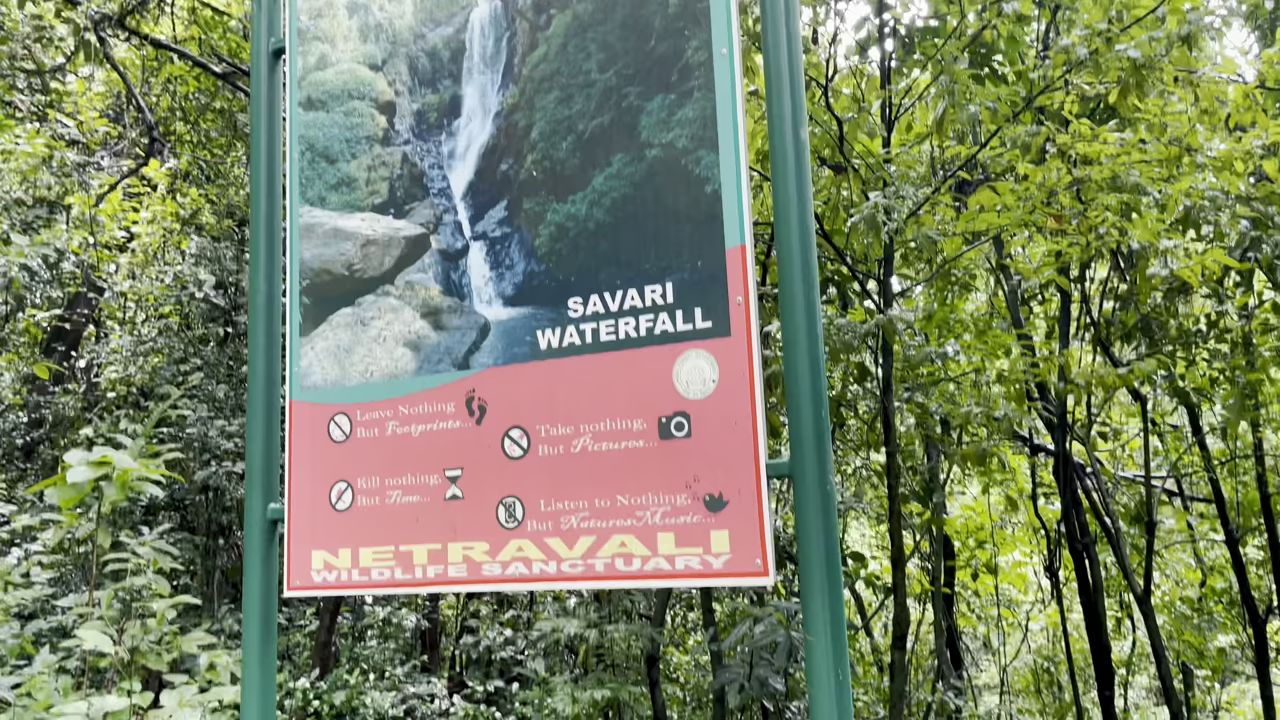 SAVARI
WATERFALL
Leave Nothing
But Footprints...
Take nothing,
But Pictures...
Kill nothing,
But Time...
Listen to Nothing,
But Natures Music...
NETRAVALI
WILDLIFE SANCTUARY